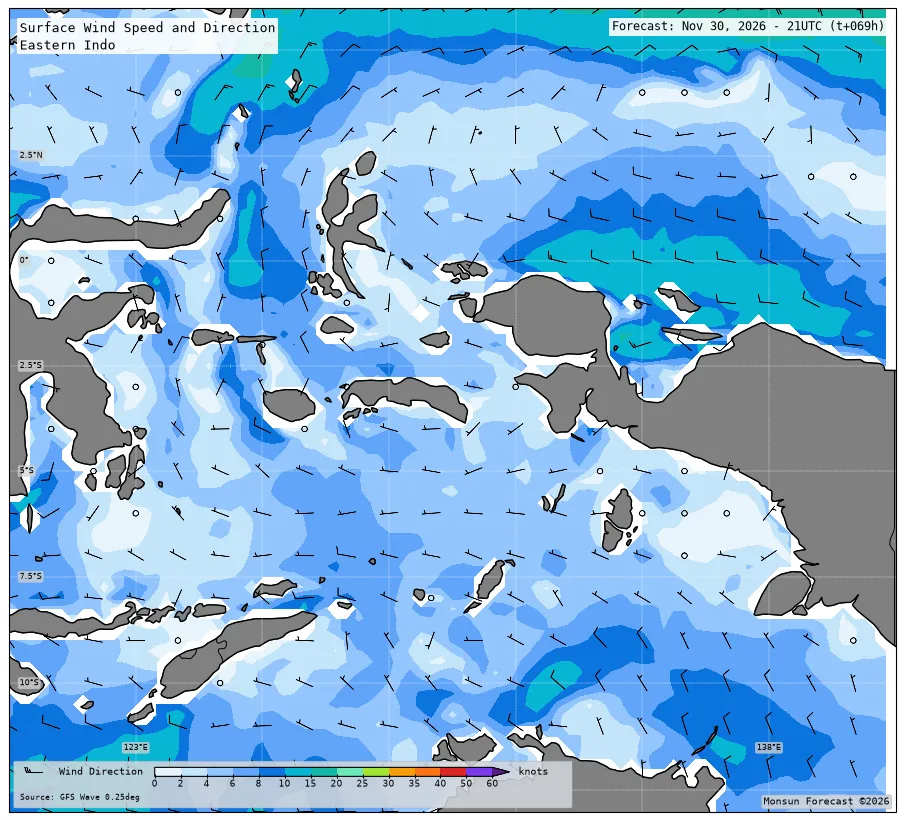 Surface Wind Speed and Direction
Eastern Indo
Forecast: Nov 30, 2026 - 21UTC (t+069h)
2.5°N
0°
2.5°S
5°S
7.5°S
10°S
123°E
138°E
Wind Direction
0 2 4 6 8 10 15 20 25 30 35 40 50 60
knots
Source: GFS Wave 0.25deg
Monsun Forecast ©2026